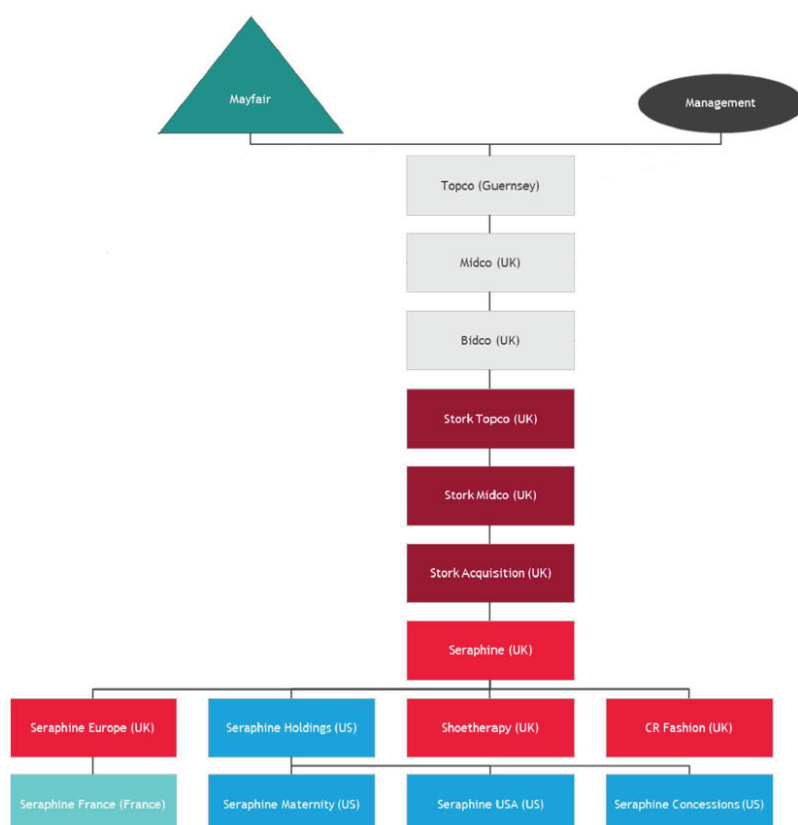 Mayfair
Management
Topco (Guernsey)
Midco (UK)
Bidco (UK)
Stork Topco (UK)
Stork Midco (UK)
Stork Acquisition (UK)
Seraphine (UK)
Seraphine Europe (UK)
Seraphine Holdings (US)
Shoetherapy (UK)
CR Fashion (UK)
Seraphine France (France)
Seraphine Maternity (US)
Seraphine USA (US)
Seraphine Concessions (US)